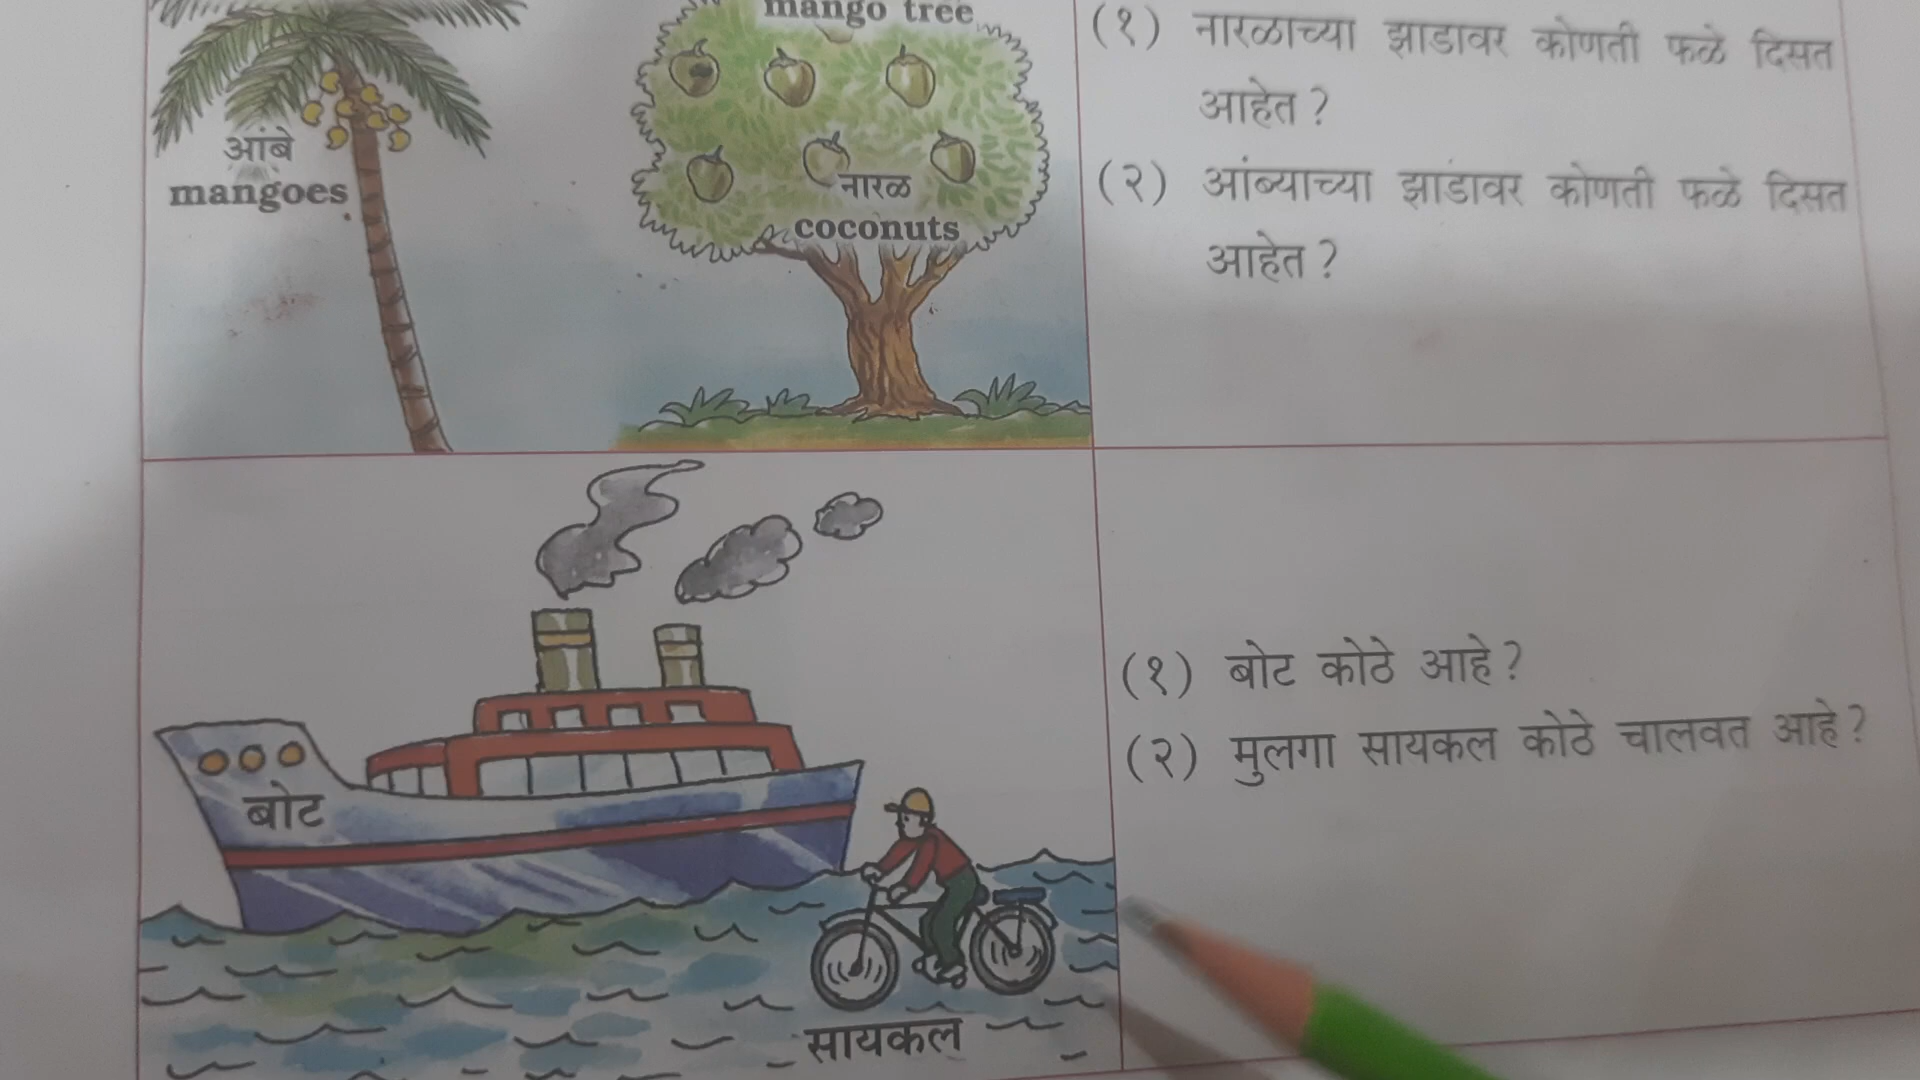 mango tree
आंबे
mangoes
नारळ
coconuts
(१) नारळाच्या झाडावर कोणती फळे दिसत
आहेत ?
(२) आंब्याच्या झाडावर कोणती फळे दिसत
आहेत ?
बोट
सायकल
(१) बोट कोठे आहे ?
(२) मुलगा सायकल कोठे चालवत आहे ?